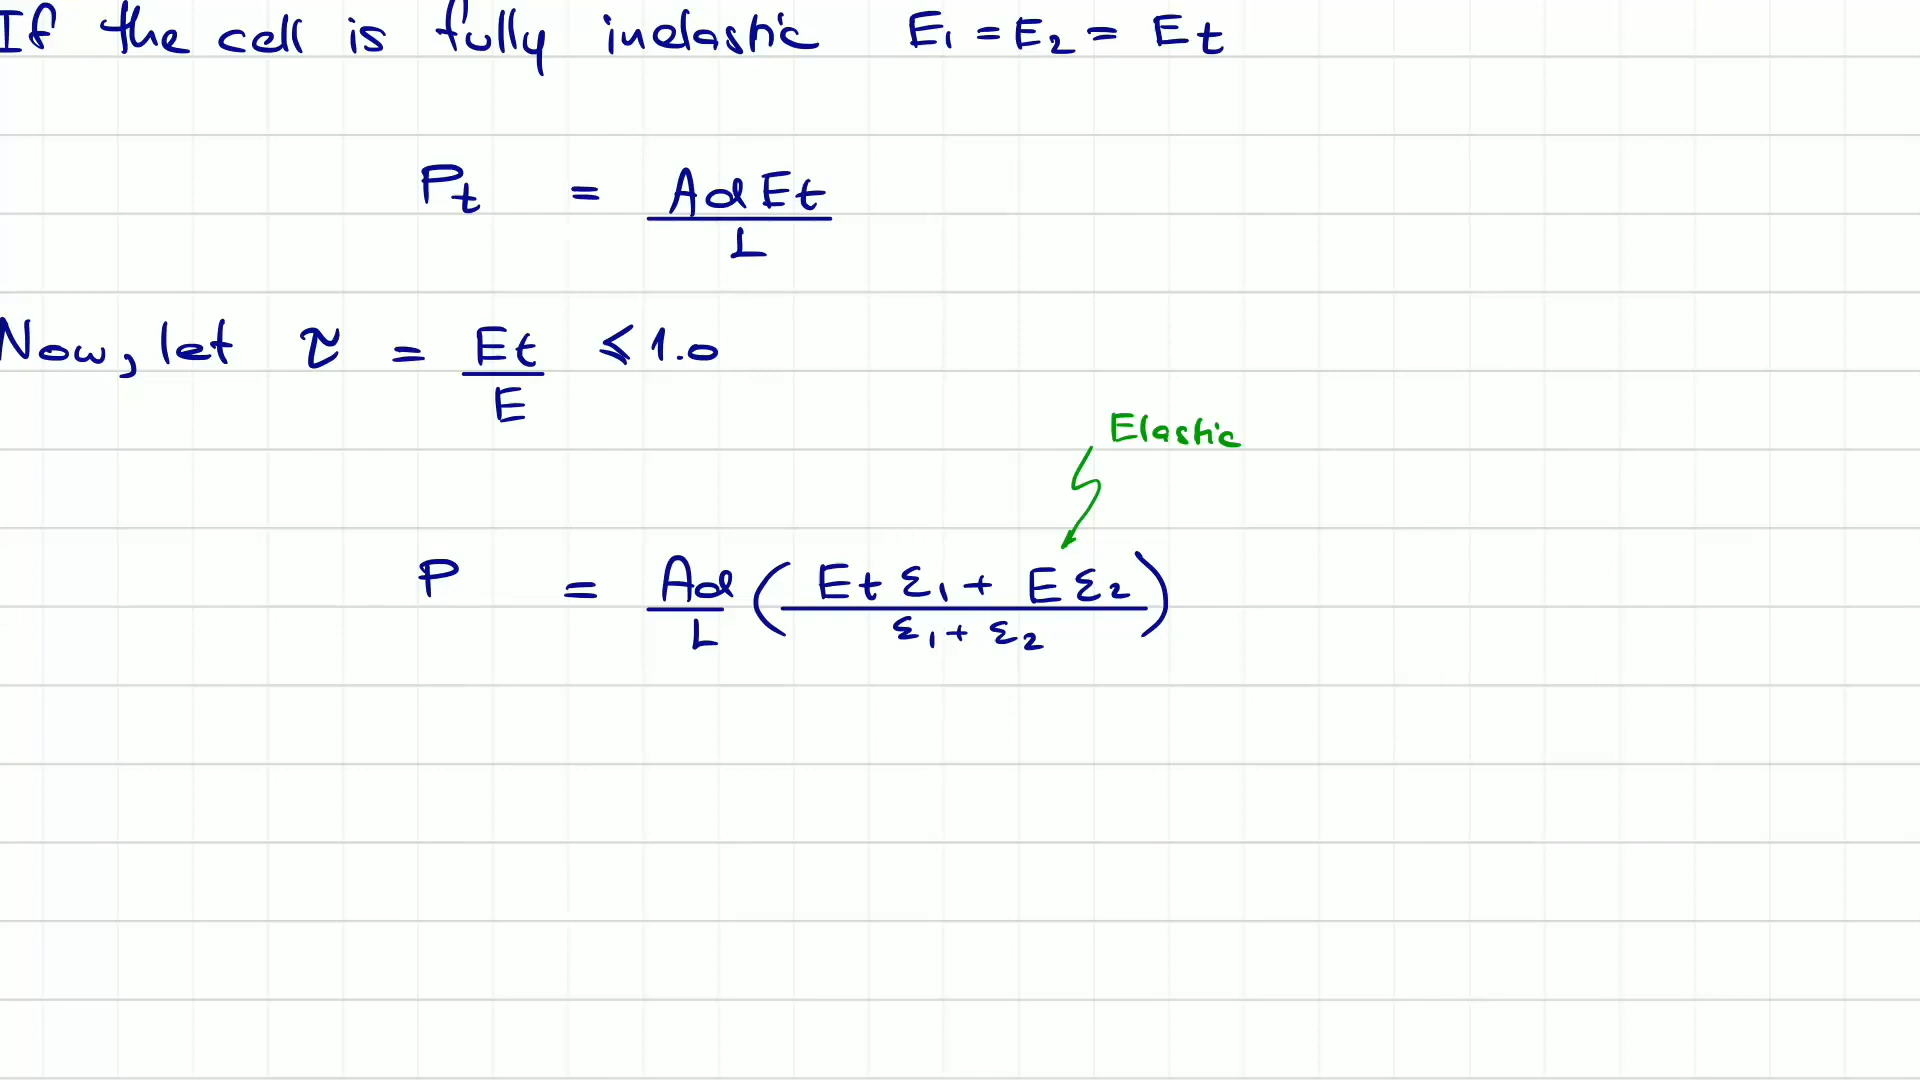 If the cell is fully inelastic E₁ = E₂ = Et
Pt = AdEt / L
Now, let τ = Et / E ≤ 1.0
Elastic
P = Ad / L ( Et ε₁ + E ε₂ / ε₁ + ε₂ )